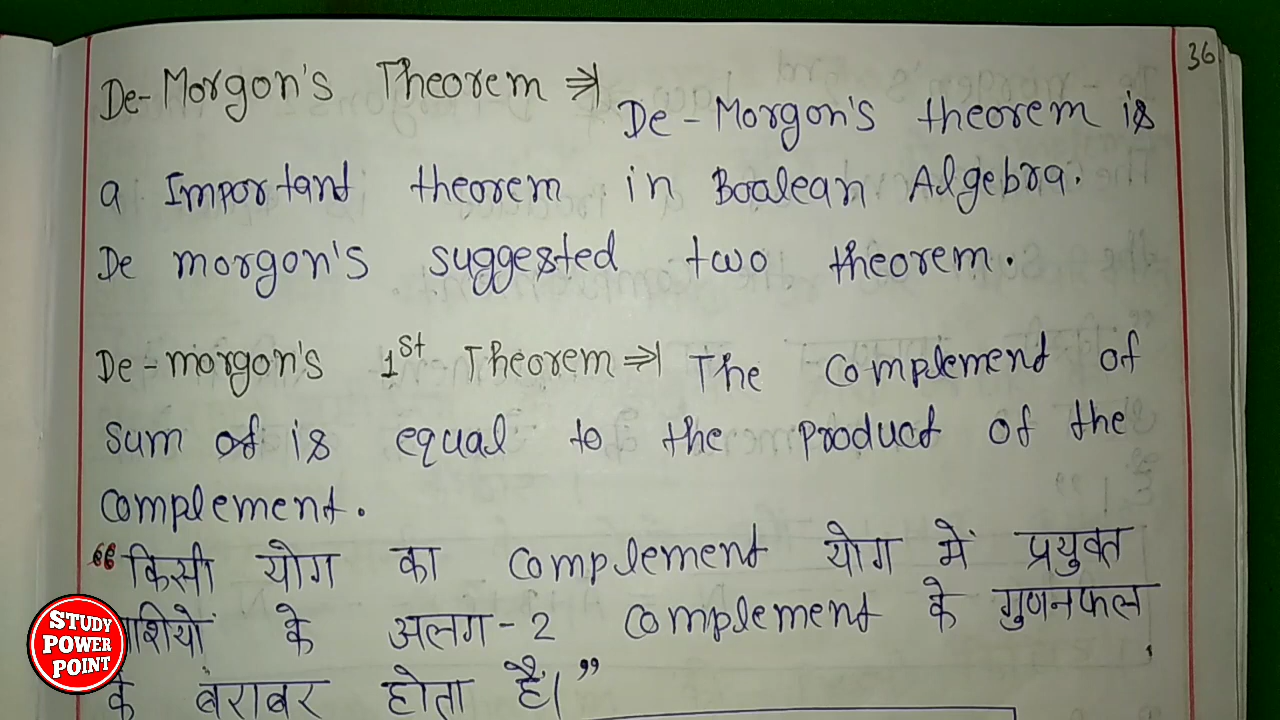 36
De-Morgon's Theorem ⇒ De-Morgon's theorem is
a Important theorem in Boolean Algebra.
De morgon's suggested two theorem.
De-morgon's 1st Theorem ⇒ The Complement of
sum of is equal to the product of the
Complement.
“किसी योग का Complement योग में प्रयुक्त
राशियों के अलग-2 Complement के गुणनफल
के बराबर होता हैं।”
STUDY
POWER
POINT